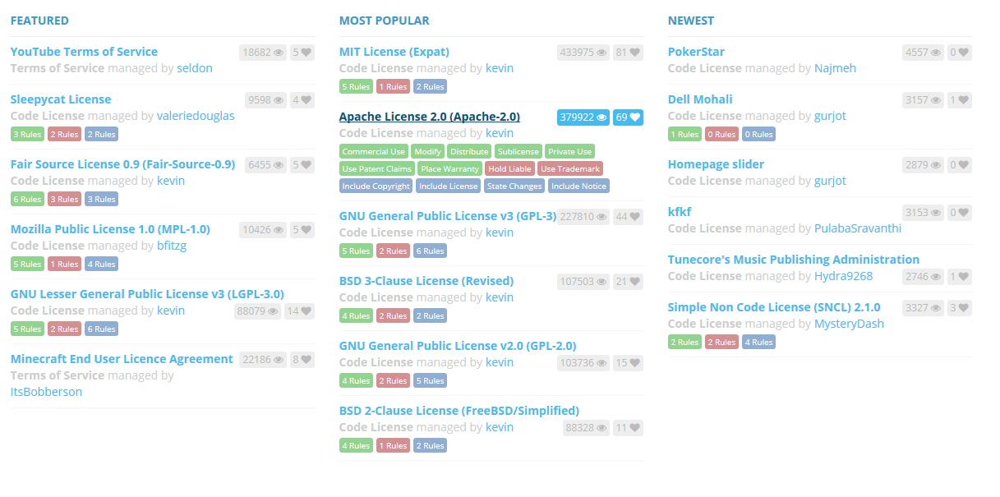 FEATURED
YouTube Terms of Service 18682 5
Terms of Service managed by seldon
Sleepycat License 9598 4
Code License managed by valeriedouglas
3 Rules 2 Rules 2 Rules
Fair Source License 0.9 (Fair-Source-0.9) 6455 5
Code License managed by kevin
6 Rules 3 Rules 3 Rules
Mozilla Public License 1.0 (MPL-1.0) 10426 5
Code License managed by bfitzg
5 Rules 1 Rules 4 Rules
GNU Lesser General Public License v3 (LGPL-3.0)
Code License managed by kevin 88079 14
5 Rules 2 Rules 6 Rules
Minecraft End User Licence Agreement 22186 8
Terms of Service managed by
ItsBobberson
MOST POPULAR
MIT License (Expat) 433975 81
Code License managed by kevin
5 Rules 1 Rules 2 Rules
Apache License 2.0 (Apache-2.0) 379922 69
Code License managed by kevin
Commercial Use Modify Distribute Sublicense Private Use
Use Patent Claims Place Warranty Hold Liable Use Trademark
Include Copyright Include License State Changes Include Notice
GNU General Public License v3 (GPL-3) 227810 44
Code License managed by kevin
5 Rules 2 Rules 6 Rules
BSD 3-Clause License (Revised) 107503 21
Code License managed by kevin
4 Rules 2 Rules 2 Rules
GNU General Public License v2.0 (GPL-2.0)
Code License managed by kevin 103736 15
4 Rules 2 Rules 5 Rules
BSD 2-Clause License (FreeBSD/Simplified)
Code License managed by kevin 88328 11
4 Rules 1 Rules 2 Rules
NEWEST
PokerStar 4557 0
Code License managed by Najmeh
Dell Mohali 3157 1
Code License managed by gurjot
1 Rules 0 Rules 0 Rules
Homepage slider 2879 0
Code License managed by gurjot
kfkf 3153 0
Code License managed by PulabaSravanthi
Tunecore's Music Publishing Administration
Code License managed by Hydra9268 2746 1
Simple Non Code License (SNCL) 2.1.0 3327 3
Code License managed by MysteryDash
2 Rules 2 Rules 4 Rules